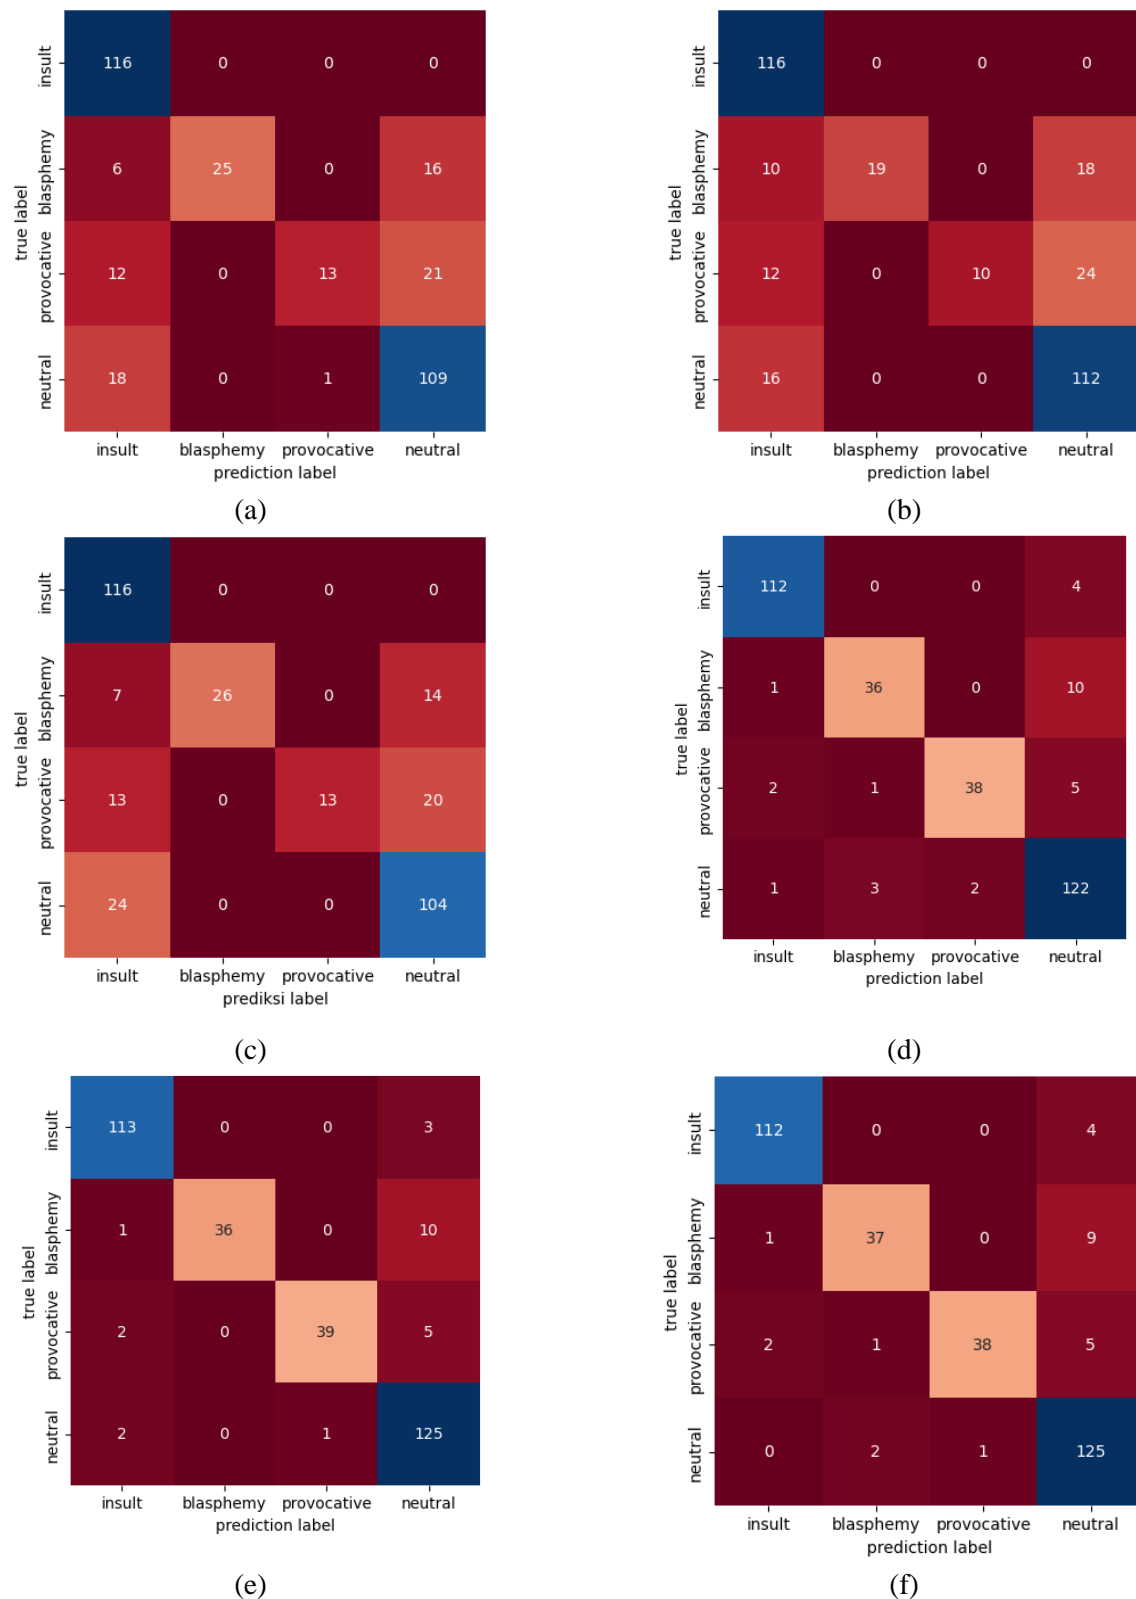 insult 116 0 0 0
blasphemy 6 25 0 16
provocative 12 0 13 21
neutral 18 0 1 109
true label
insult blasphemy provocative neutral
prediction label
(a)
insult 116 0 0 0
blasphemy 10 19 0 18
provocative 12 0 10 24
neutral 16 0 0 112
true label
insult blasphemy provocative neutral
prediction label
(b)
insult 116 0 0 0
blasphemy 7 26 0 14
provocative 13 0 13 20
neutral 24 0 0 104
true label
insult blasphemy provocative neutral
prediksi label
(c)
insult 112 0 0 4
blasphemy 1 36 0 10
provocative 2 1 38 5
neutral 1 3 2 122
true label
insult blasphemy provocative neutral
prediction label
(d)
insult 113 0 0 3
blasphemy 1 36 0 10
provocative 2 0 39 5
neutral 2 0 1 125
true label
insult blasphemy provocative neutral
prediction label
(e)
insult 112 0 0 4
blasphemy 1 37 0 9
provocative 2 1 38 5
neutral 0 2 1 125
true label
insult blasphemy provocative neutral
prediction label
(f)